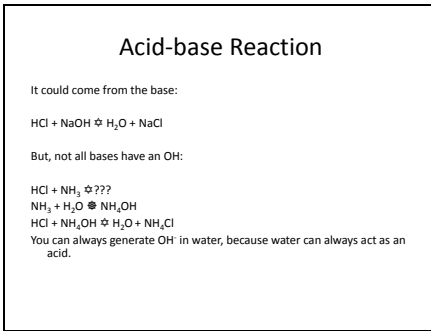 Acid-base Reaction
It could come from the base:
HCl + NaOH ✡ H₂O + NaCl
But, not all bases have an OH:
HCl + NH₃ ✡???
NH₃ + H₂O ☸ NH₄OH
HCl + NH₄OH ✡ H₂O + NH₄Cl
You can always generate OH⁻ in water, because water can always act as an
acid.